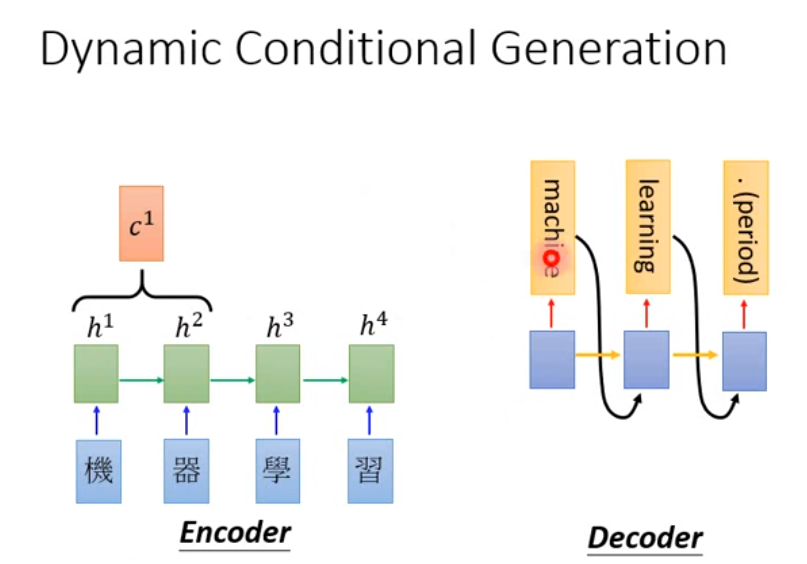 Dynamic Conditional Generation
c¹
h¹ h² h³ h⁴
機 器 學 習
Encoder
machine
learning
. (period)
Decoder